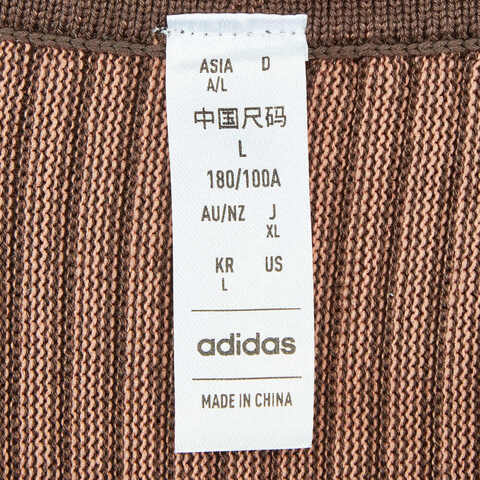 ASIA D
A/L
中国尺码
L
180/100A
AU/NZ J
XL
KR US
L
adidas
MADE IN CHINA